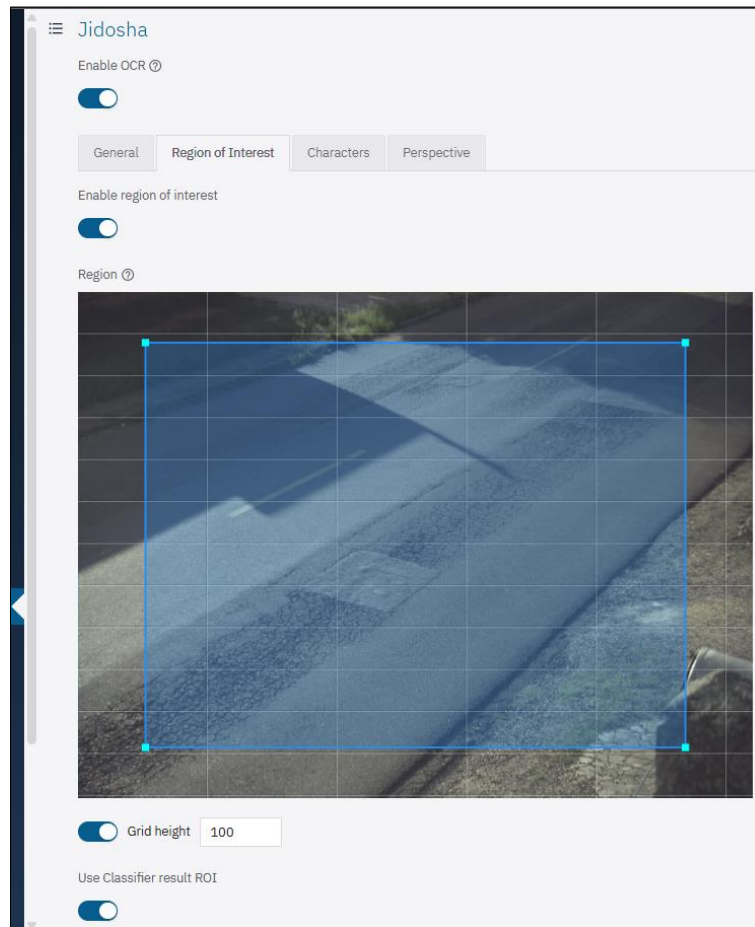 Jidosha
Enable OCR
General Region of Interest Characters Perspective
Enable region of interest
Region
Grid height 100
Use Classifier result ROI